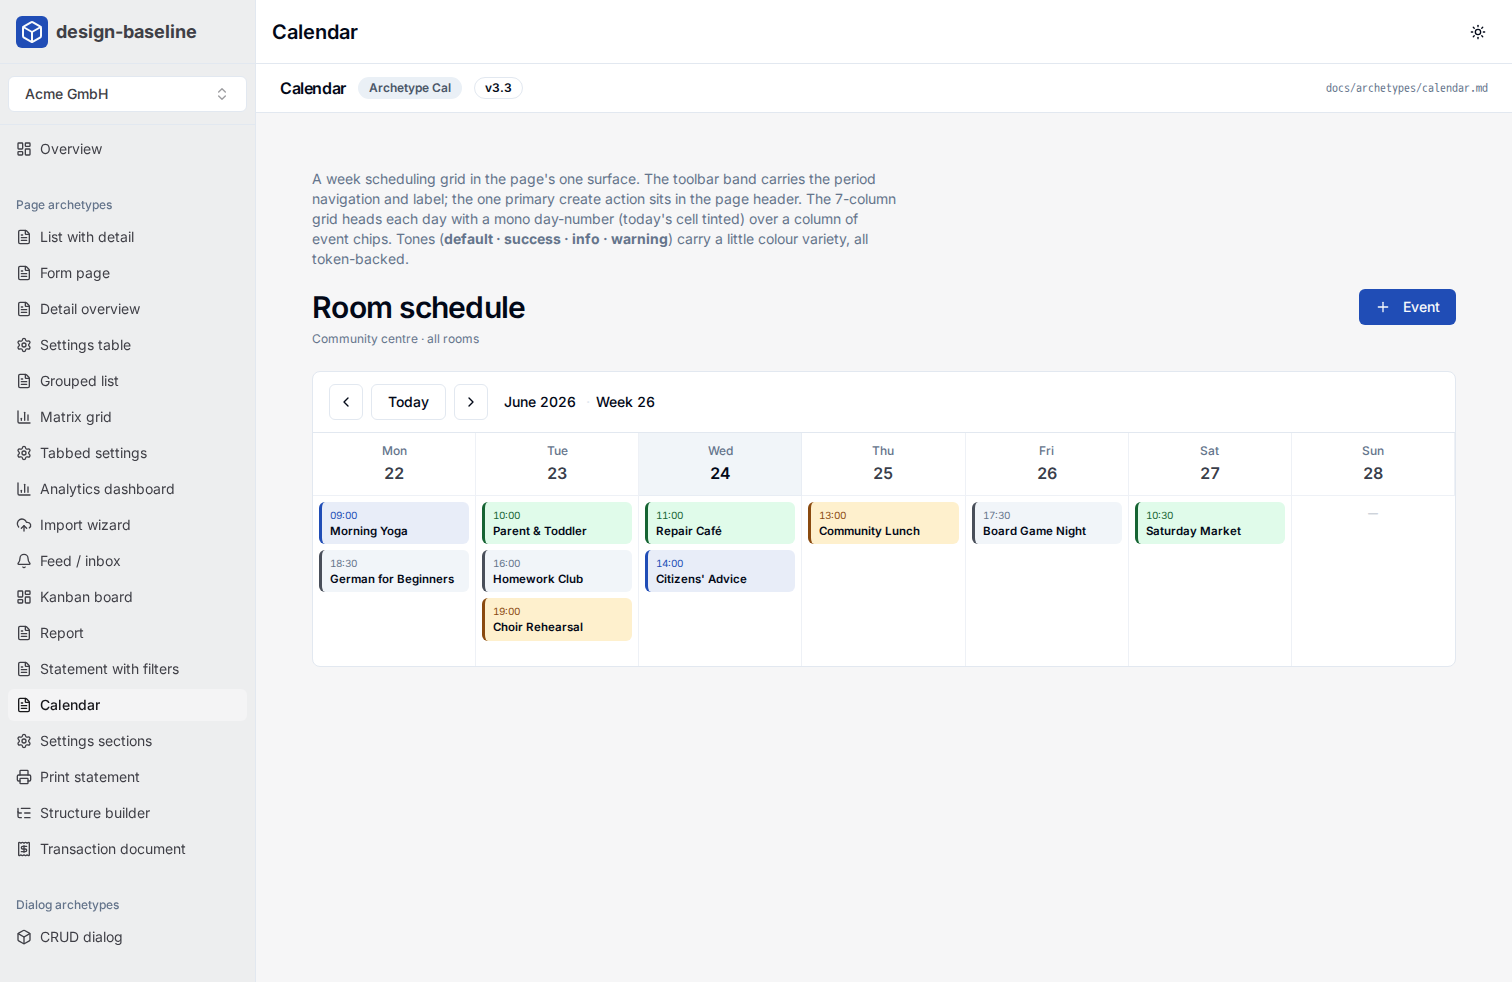 design-baseline
Acme GmbH
Overview
Page archetypes
List with detail
Form page
Detail overview
Settings table
Grouped list
Matrix grid
Tabbed settings
Analytics dashboard
Import wizard
Feed / inbox
Kanban board
Report
Statement with filters
Calendar
Settings sections
Print statement
Structure builder
Transaction document
Dialog archetypes
CRUD dialog
Calendar
Calendar Archetype Cal v3.3 docs/archetypes/calendar.md
A week scheduling grid in the page's one surface. The toolbar band carries the period
navigation and label; the one primary create action sits in the page header. The 7-column
grid heads each day with a mono day-number (today's cell tinted) over a column of
event chips. Tones (default · success · info · warning) carry a little colour variety, all
token-backed.
Room schedule
Event
Community centre · all rooms
Today June 2026 · Week 26
Mon Tue Wed Thu Fri Sat Sun
22 23 24 25 26 27 28
09:00 10:00 11:00 13:00 17:30 10:30 —
Morning Yoga Parent & Toddler Repair Café Community Lunch Board Game Night Saturday Market
18:30 16:00 14:00
German for Beginners Homework Club Citizens' Advice
19:00
Choir Rehearsal